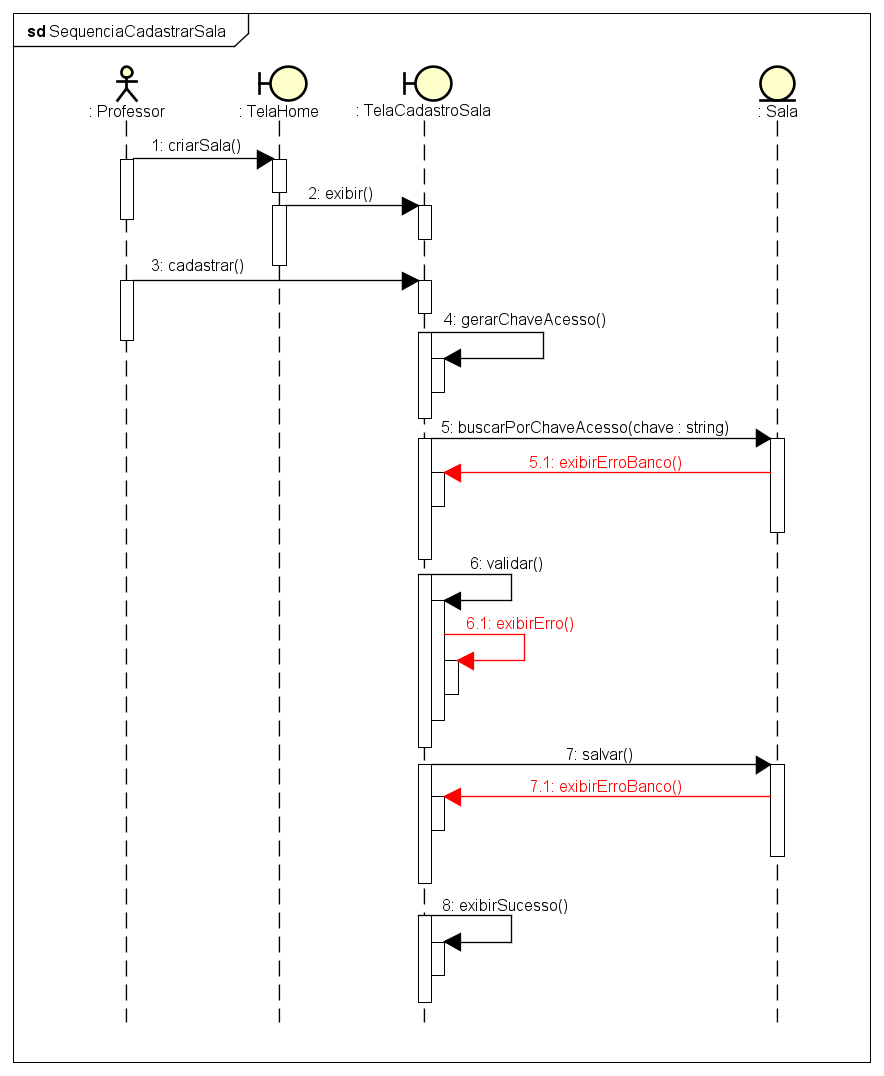 sd SequenciaCadastrarSala
: Professor
: TelaHome
: TelaCadastroSala
: Sala
1: criarSala()
2: exibir()
3: cadastrar()
4: gerarChaveAcesso()
5: buscarPorChaveAcesso(chave : string)
5.1: exibirErroBanco()
6: validar()
6.1: exibirErro()
7: salvar()
7.1: exibirErroBanco()
8: exibirSucesso()